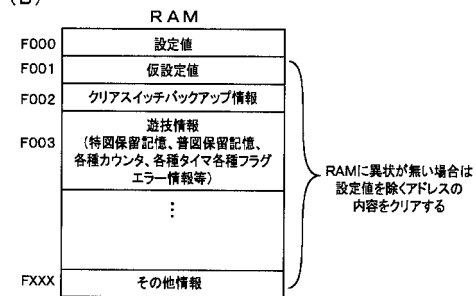 (B)
RAM
F000 設定値
F001 仮設定値
F002 クリアスイッチバックアップ情報
F003 遊技情報
(特図保留記憶、普図保留記憶、
各種カウンタ、各種タイマ各種フラグ
エラー情報等)
⋮
FXXX その他情報
RAMに異状が無い場合は
設定値を除くアドレスの
内容をクリアする